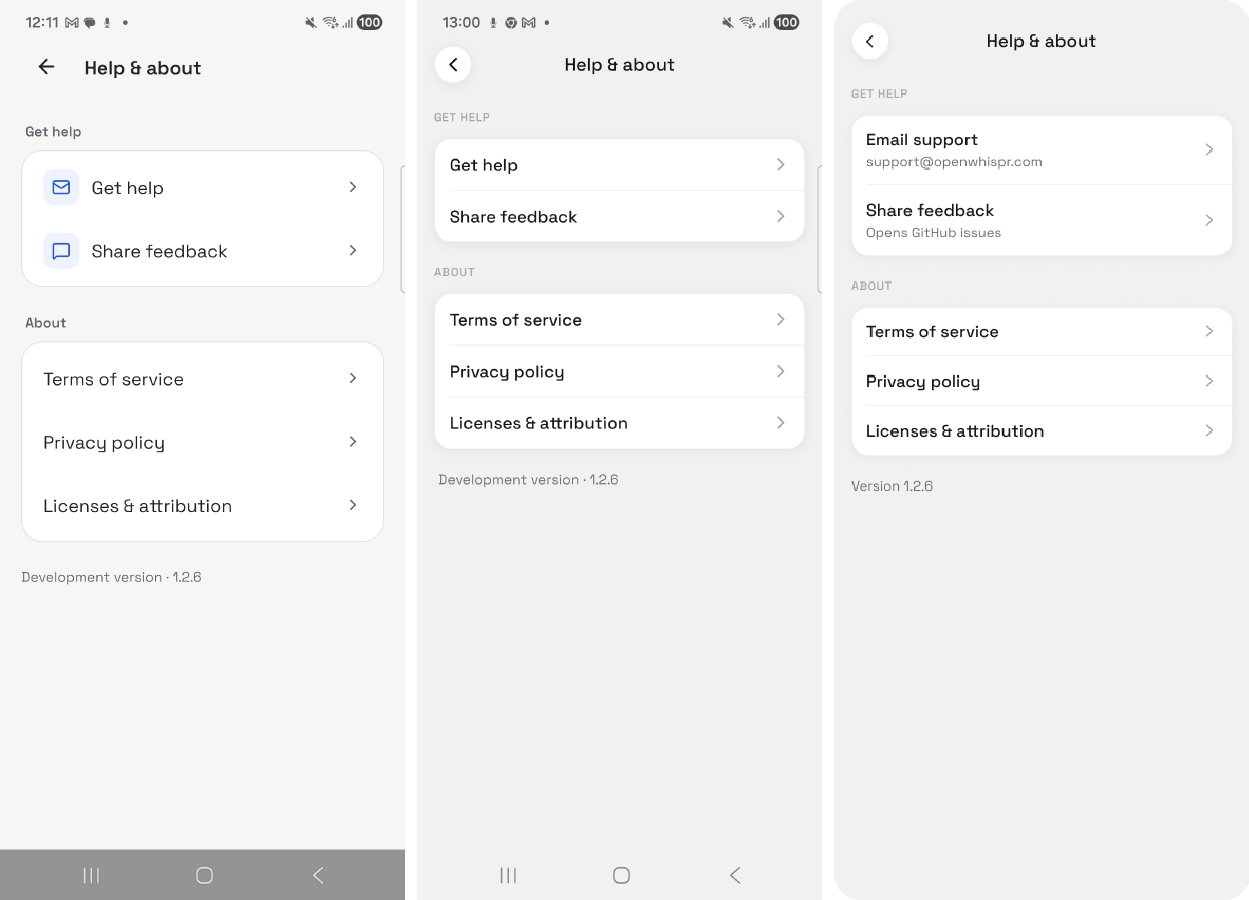 12:11
100
Help & about
Get help
Get help
Share feedback
About
Terms of service
Privacy policy
Licenses & attribution
Development version · 1.2.6
13:00
100
Help & about
GET HELP
Get help
Share feedback
ABOUT
Terms of service
Privacy policy
Licenses & attribution
Development version · 1.2.6
Help & about
GET HELP
Email support
support@openwhispr.com
Share feedback
Opens GitHub issues
ABOUT
Terms of service
Privacy policy
Licenses & attribution
Version 1.2.6